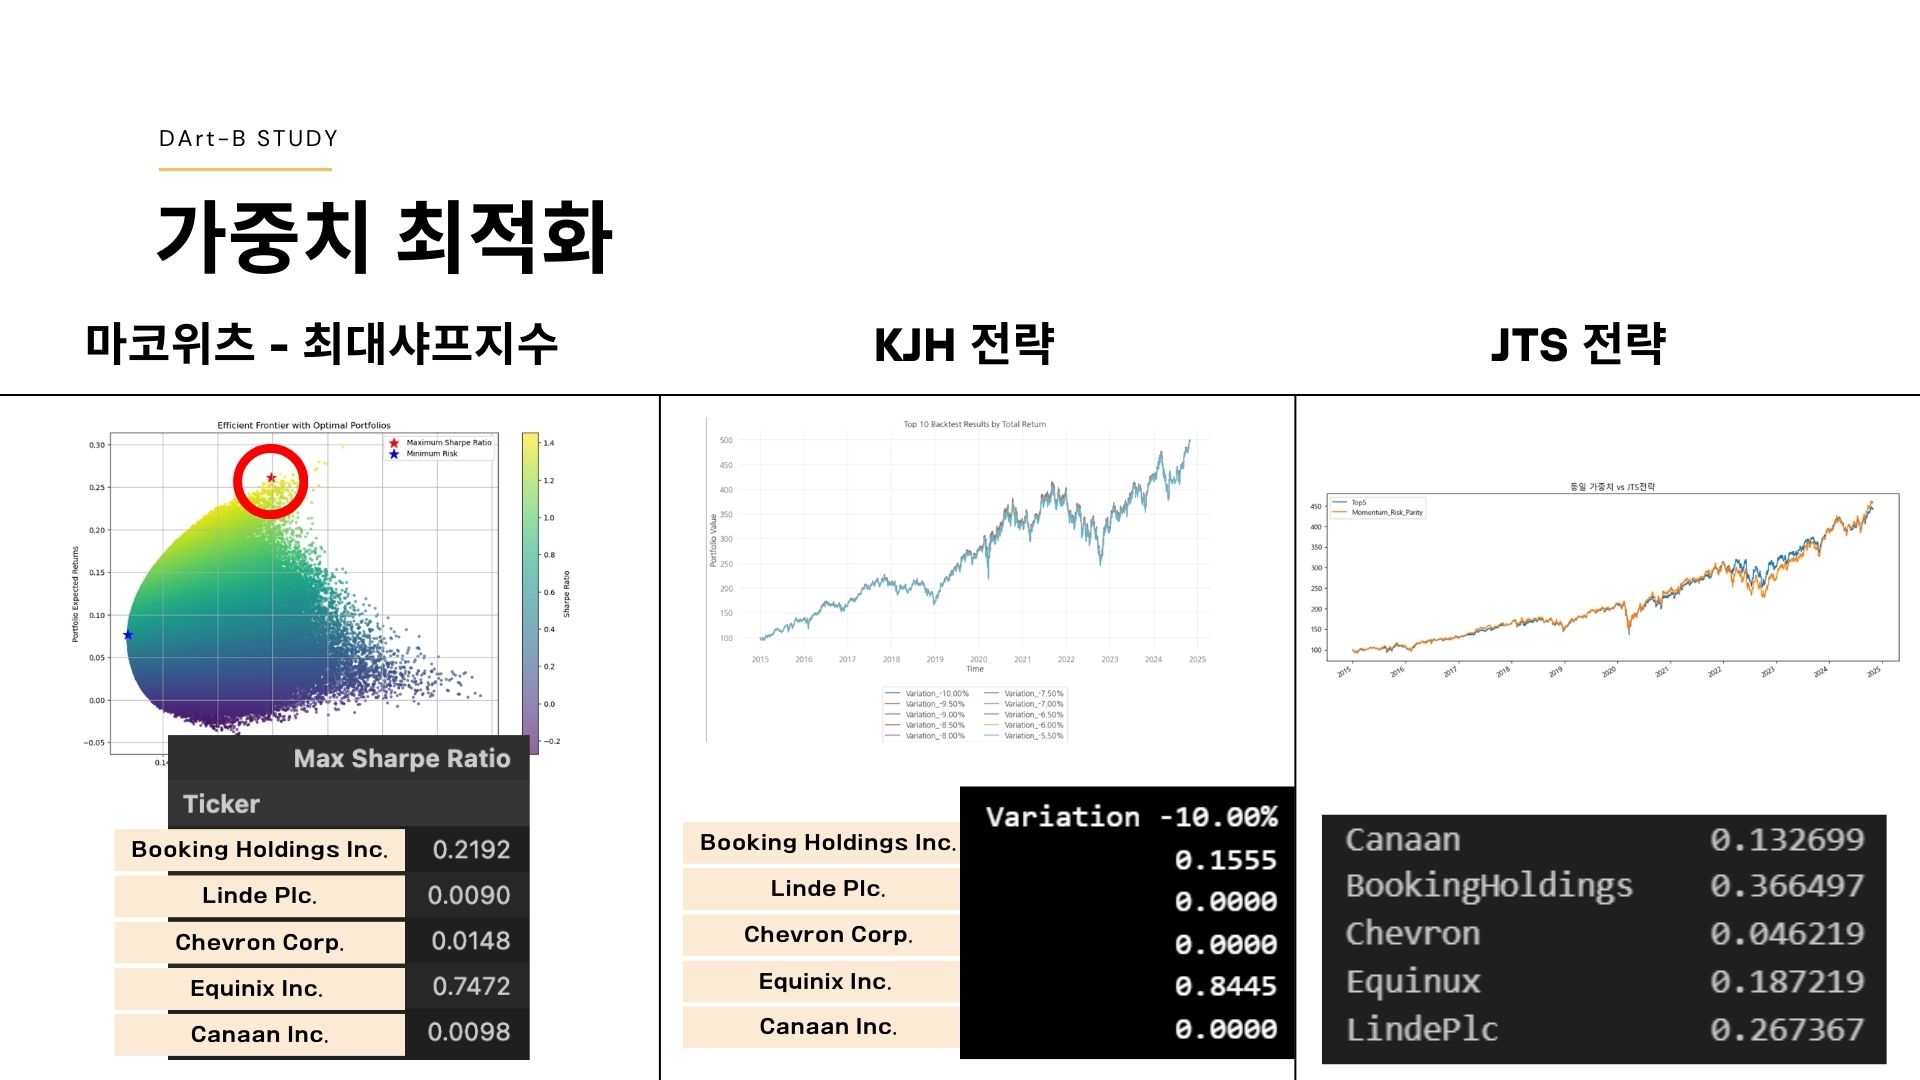 DArt-B STUDY
가중치 최적화
마코위츠 - 최대샤프지수
KJH 전략
JTS 전략
Efficient Frontier with Optimal Portfolios
Maximum Sharpe Ratio
Minimum Risk
0.30
0.25
0.20
0.15
0.10
0.05
0.00
−0.05
Portfolio Expected Returns
1.4
1.2
1.0
0.8
0.6
0.4
0.2
0.0
−0.2
Sharpe Ratio
Max Sharpe Ratio
Ticker
Booking Holdings Inc. 0.2192
Linde Plc. 0.0090
Chevron Corp. 0.0148
Equinix Inc. 0.7472
Canaan Inc. 0.0098
Top 10 Backtest Results by Total Return
500
450
400
350
300
250
200
150
100
Portfolio Value
2015 2016 2017 2018 2019 2020 2021 2022 2023 2024 2025
Time
Variation_-10.00% Variation_-7.50%
Variation_-9.50% Variation_-7.00%
Variation_-9.00% Variation_-6.50%
Variation_-8.50% Variation_-6.00%
Variation_-8.00% Variation_-5.50%
Variation -10.00%
Booking Holdings Inc. 0.1555
Linde Plc. 0.0000
Chevron Corp. 0.0000
Equinix Inc. 0.8445
Canaan Inc. 0.0000
동일 가중치 vs JTS전략
Top5
Momentum_Risk_Parity
450
400
350
300
250
200
150
100
2015 2016 2017 2018 2019 2020 2021 2022 2023 2024 2025
Canaan 0.132699
BookingHoldings 0.366497
Chevron 0.046219
Equinux 0.187219
LindePlc 0.267367